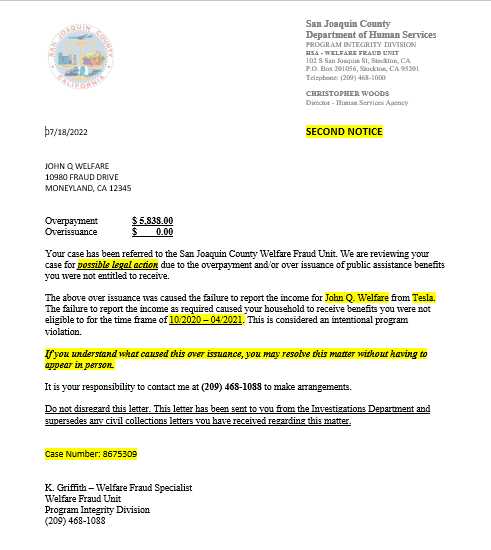 San Joaquin County
Department of Human Services
PROGRAM INTEGRITY DIVISION
HSA - WELFARE FRAUD UNIT
102 S San Joaquin St, Stockton, CA
P.O. Box 201056, Stockton, CA 95201
Telephone: (209) 468-1000
CHRISTOPHER WOODS
Director - Human Services Agency
SAN JOAQUIN COUNTY
CALIFORNIA
07/18/2022
SECOND NOTICE
JOHN Q WELFARE
10980 FRAUD DRIVE
MONEYLAND, CA 12345
Overpayment $ 5,838.00
Overissuance $ 0.00
Your case has been referred to the San Joaquin County Welfare Fraud Unit. We are reviewing your
case for possible legal action due to the overpayment and/or over issuance of public assistance benefits
you were not entitled to receive.
The above over issuance was caused the failure to report the income for John Q. Welfare from Tesla.
The failure to report the income as required caused your household to receive benefits you were not
eligible to for the time frame of 10/2020 – 04/2021. This is considered an intentional program
violation.
If you understand what caused this over issuance, you may resolve this matter without having to
appear in person.
It is your responsibility to contact me at (209) 468-1088 to make arrangements.
Do not disregard this letter. This letter has been sent to you from the Investigations Department and
supersedes any civil collections letters you have received regarding this matter.
Case Number: 8675309
K. Griffith – Welfare Fraud Specialist
Welfare Fraud Unit
Program Integrity Division
(209) 468-1088